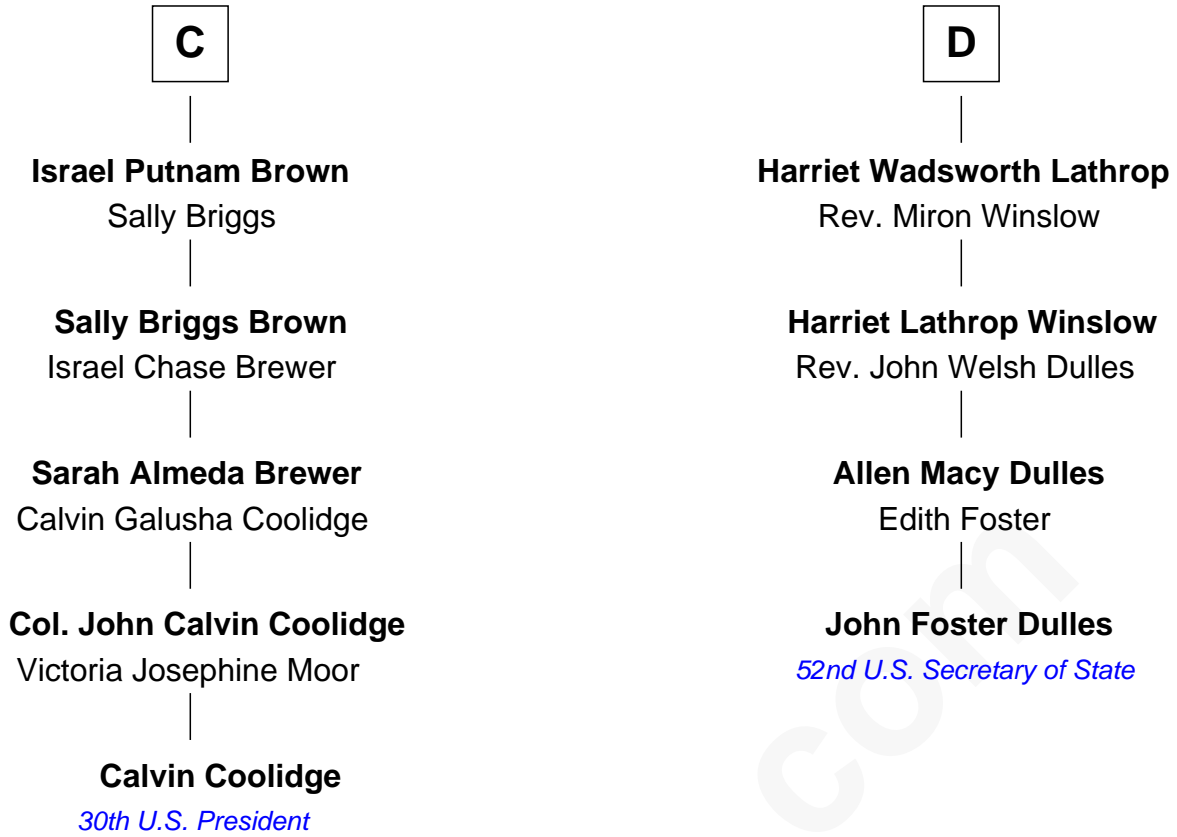 C
Israel Putnam Brown
Sally Briggs
Sally Briggs Brown
Israel Chase Brewer
Sarah Almeda Brewer
Calvin Galusha Coolidge
Col. John Calvin Coolidge
Victoria Josephine Moor
Calvin Coolidge
30th U.S. President
D
Harriet Wadsworth Lathrop
Rev. Miron Winslow
Harriet Lathrop Winslow
Rev. John Welsh Dulles
Allen Macy Dulles
Edith Foster
John Foster Dulles
52nd U.S. Secretary of State
com